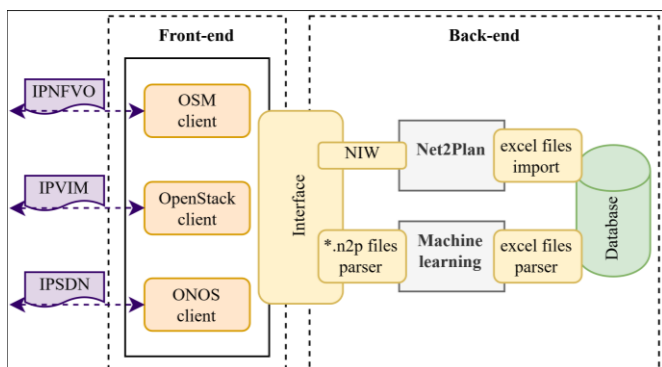 Front-end
Back-end
IPNFVO
OSM
client
IPVIM
OpenStack
client
IPSDN
ONOS
client
Interface
NIW
Net2Plan
excel files
import
*.n2p files
parser
Machine
learning
excel files
parser
Database